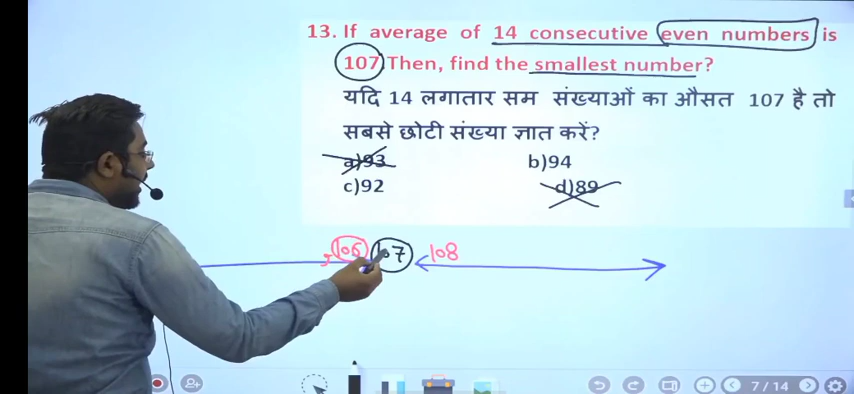 13. If average of 14 consecutive even numbers is
107. Then, find the smallest number?
यदि 14 लगातार सम संख्याओं का औसत 107 है तो
सबसे छोटी संख्या ज्ञात करें?
a)93 b)94
c)92 d)89
106 107 108
7 / 14